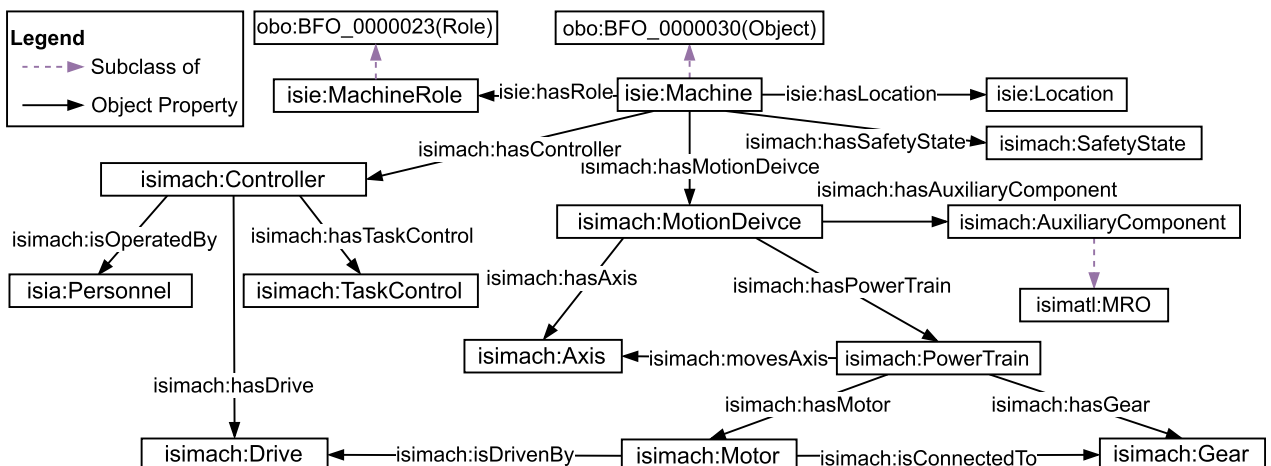 Legend
Subclass of
Object Property
obo:BFO_0000023(Role)
obo:BFO_0000030(Object)
isie:MachineRole
isie:hasRole
isie:Machine
isie:hasLocation
isie:Location
isimach:hasController
isimach:hasMotionDeivce
isimach:hasSafetyState
isimach:SafetyState
isimach:Controller
isimach:hasAuxiliaryComponent
isimach:MotionDeivce
isimach:AuxiliaryComponent
isimach:isOperatedBy
isimach:hasTaskControl
isia:Personnel
isimach:TaskControl
isimach:hasAxis
isimach:hasPowerTrain
isimatl:MRO
isimach:Axis
isimach:movesAxis
isimach:PowerTrain
isimach:hasDrive
isimach:hasMotor
isimach:hasGear
isimach:Drive
isimach:isDrivenBy
isimach:Motor
isimach:isConnectedTo
isimach:Gear